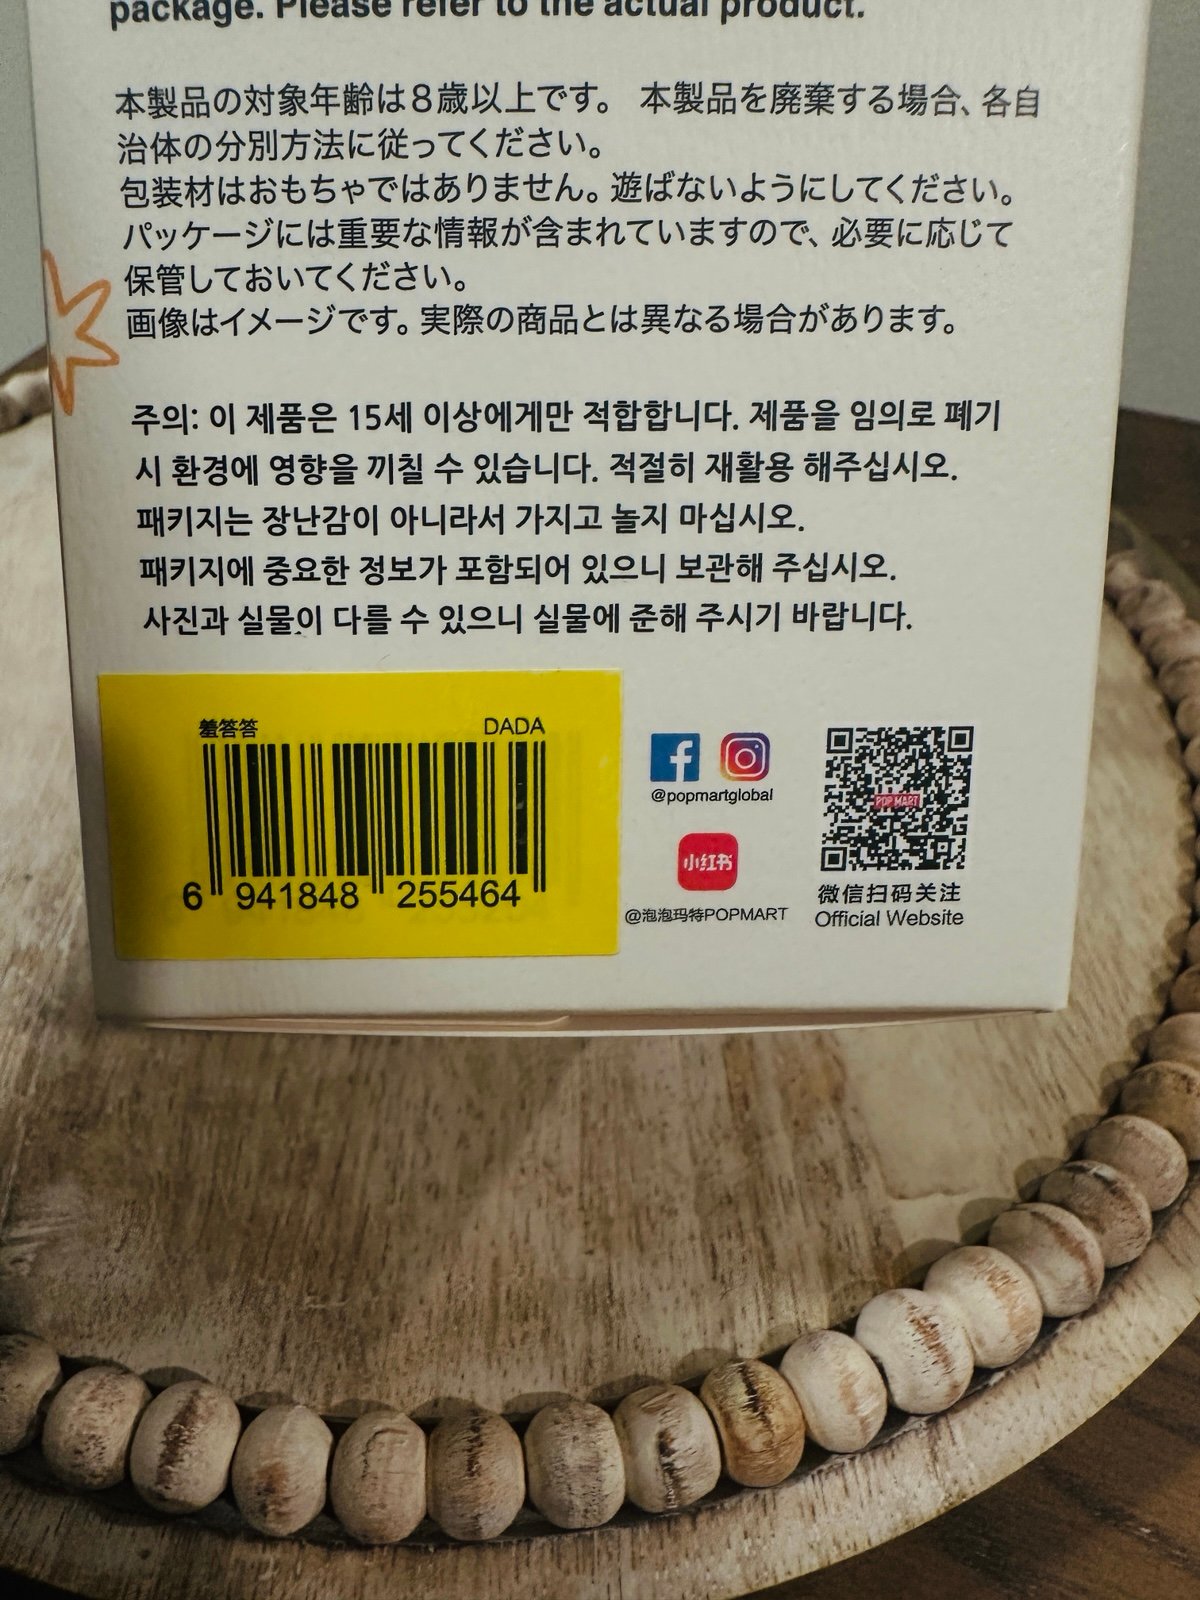 package. Please refer to the actual product.
本製品の対象年齢は8歳以上です。 本製品を廃棄する場合、各自
治体の分別方法に従ってください。
包装材はおもちゃではありません。遊ばないようにしてください。
パッケージには重要な情報が含まれていますので、必要に応じて
保管しておいてください。
画像はイメージです。実際の商品とは異なる場合があります。
주의: 이 제품은 15세 이상에게만 적합합니다. 제품을 임의로 폐기
시 환경에 영향을 끼칠 수 있습니다. 적절히 재활용 해주십시오.
패키지는 장난감이 아니라서 가지고 놀지 마십시오.
패키지에 중요한 정보가 포함되어 있으니 보관해 주십시오.
사진과 실물이 다를 수 있으니 실물에 준해 주시기 바랍니다.
羞答答 DADA
6 941848 255464
@popmartglobal
小红书
@泡泡玛特POPMART
POP MART
微信扫码关注
Official Website